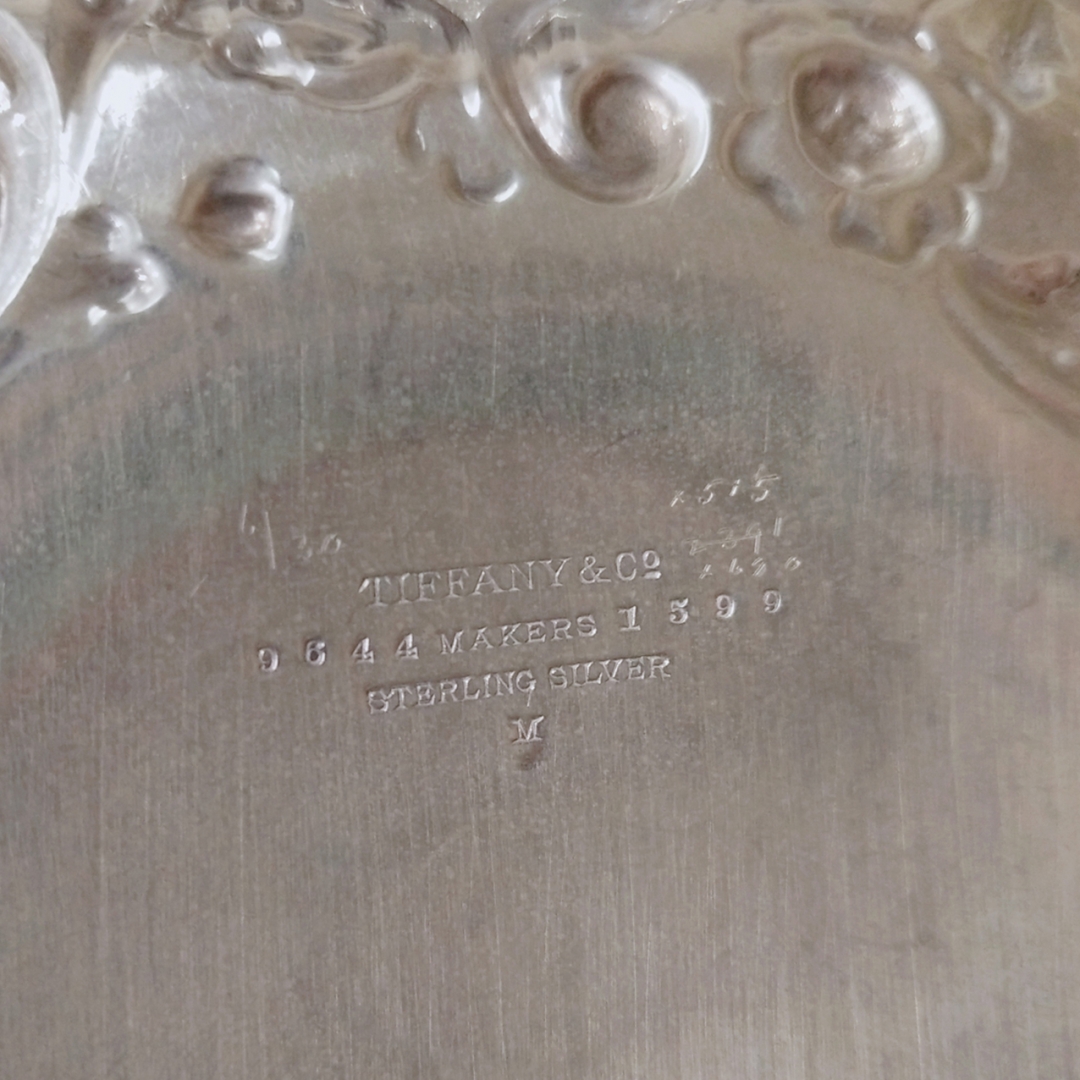 TIFFANY & Cº
9644 MAKERS 1599
STERLING SILVER
M